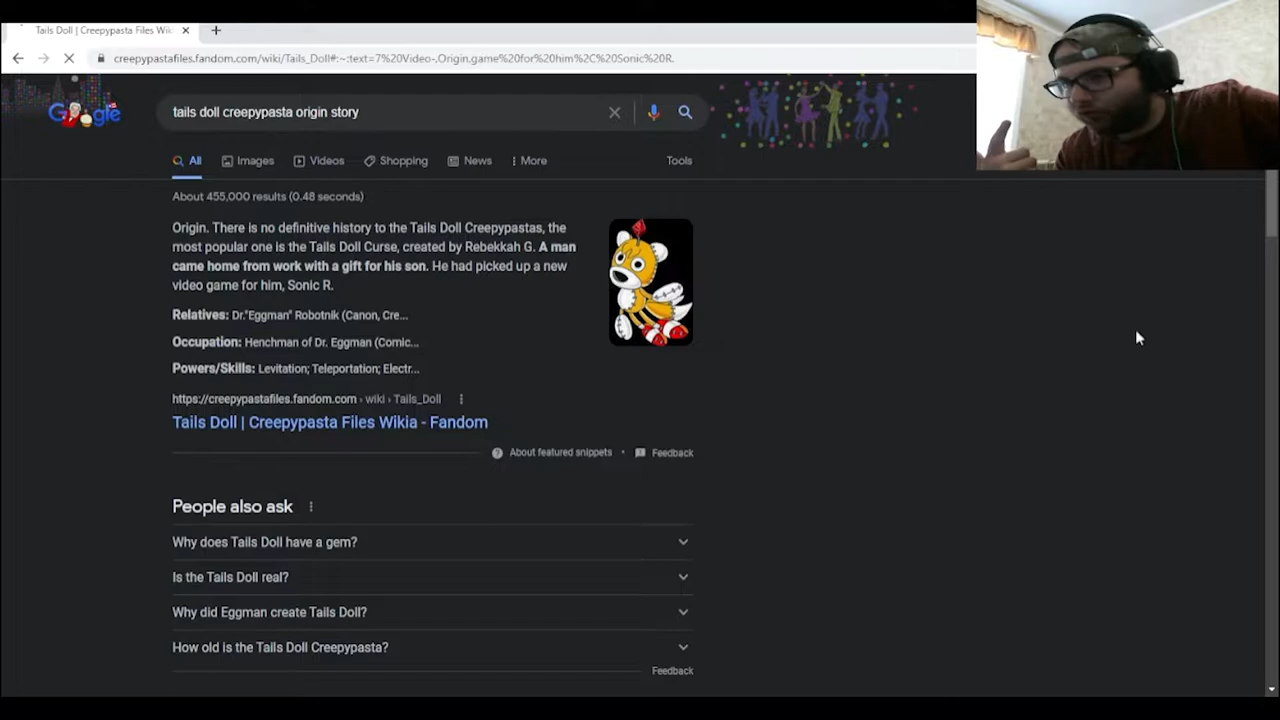 Tails Doll | Creepypasta Files Wiki
creepypastafiles.fandom.com/wiki/Tails_Doll#:~:text=7%20Video-,Origin,game%20for%20him%2C%20Sonic%20R.
Google
tails doll creepypasta origin story
All Images Videos Shopping News More Tools
About 455,000 results (0.48 seconds)
Origin. There is no definitive history to the Tails Doll Creepypastas, the
most popular one is the Tails Doll Curse, created by Rebekkah G. A man
came home from work with a gift for his son. He had picked up a new
video game for him, Sonic R.
Relatives: Dr."Eggman" Robotnik (Canon, Cre...
Occupation: Henchman of Dr. Eggman (Comic...
Powers/Skills: Levitation; Teleportation; Electr...
https://creepypastafiles.fandom.com › wiki › Tails_Doll
Tails Doll | Creepypasta Files Wikia - Fandom
About featured snippets • Feedback
People also ask
Why does Tails Doll have a gem?
Is the Tails Doll real?
Why did Eggman create Tails Doll?
How old is the Tails Doll Creepypasta?
Feedback